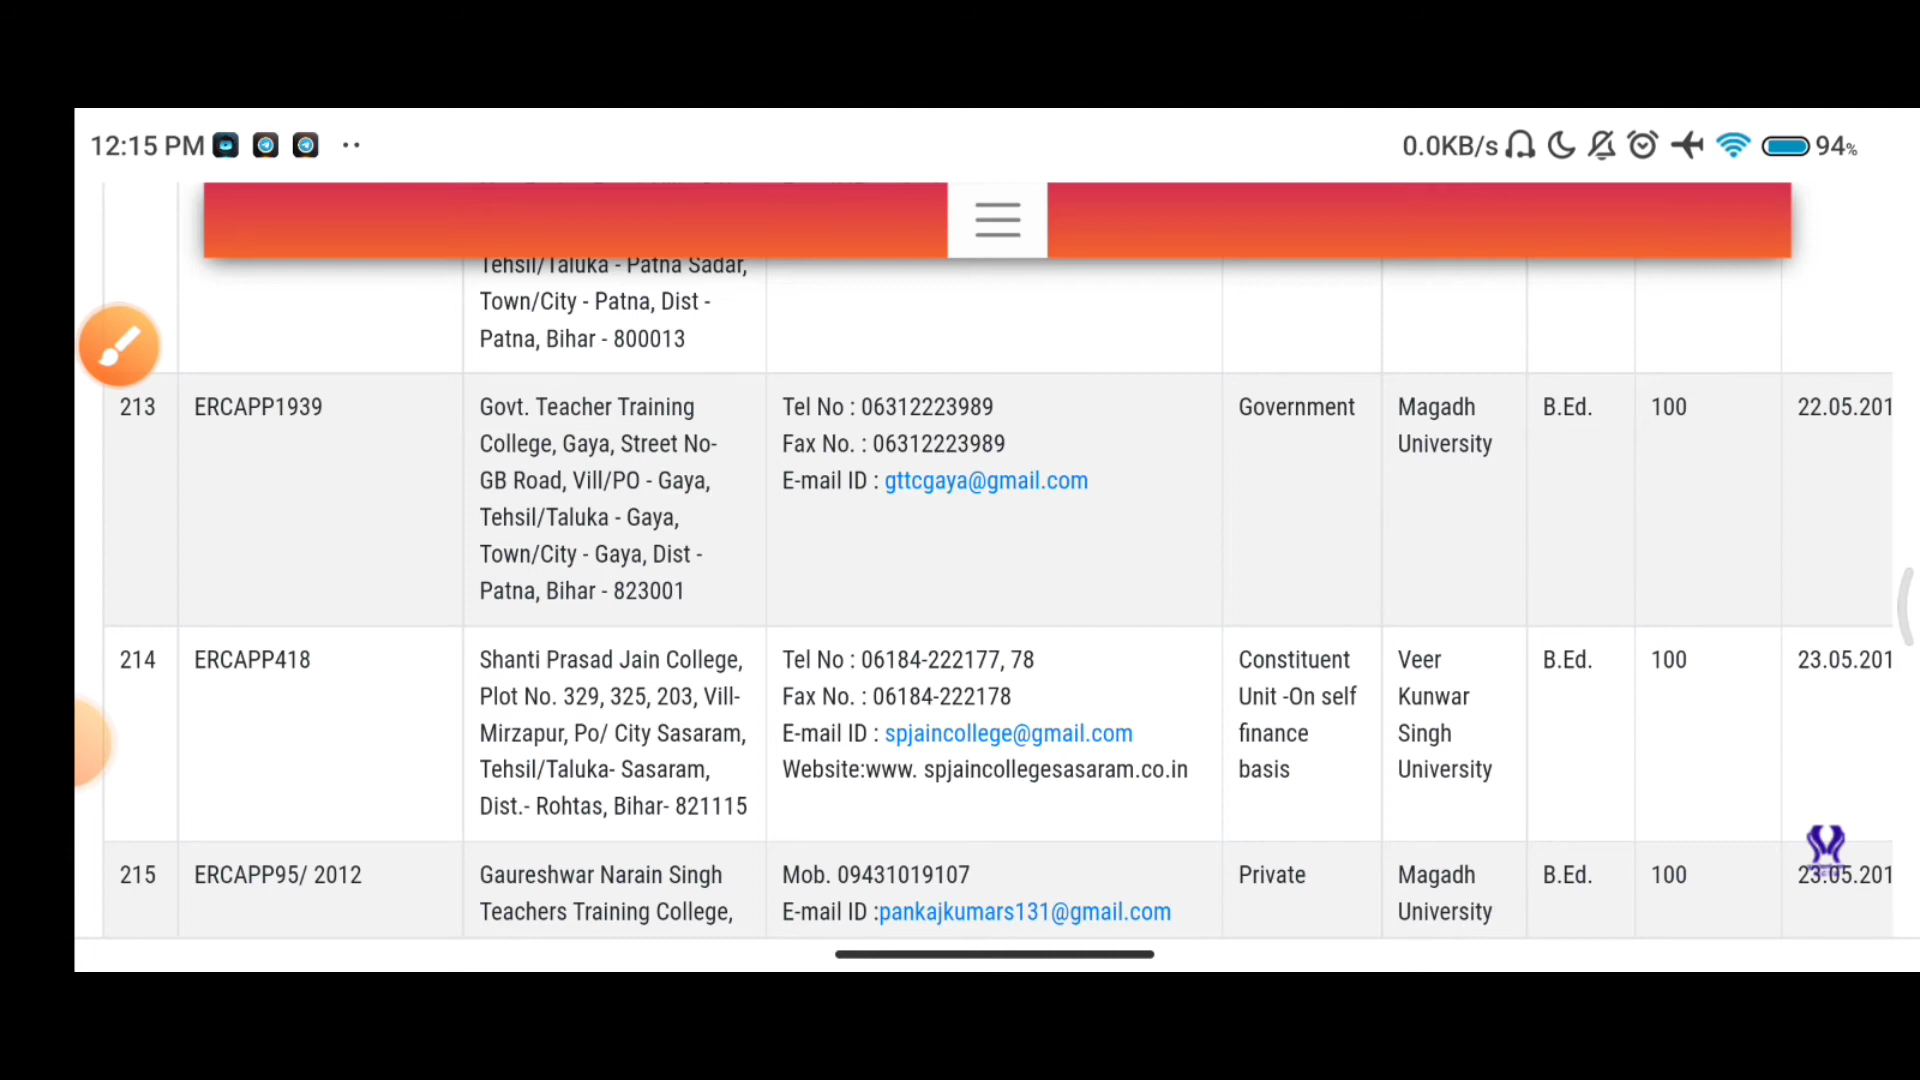 12:15 PM
0.0KB/s
94%
Tehsil/Taluka - Patna Sadar,
Town/City - Patna, Dist -
Patna, Bihar - 800013
213
ERCAPP1939
Govt. Teacher Training
College, Gaya, Street No-
GB Road, Vill/PO - Gaya,
Tehsil/Taluka - Gaya,
Town/City - Gaya, Dist -
Patna, Bihar - 823001
Tel No : 06312223989
Fax No. : 06312223989
E-mail ID : gttcgaya@gmail.com
Government
Magadh
University
B.Ed.
100
22.05.201
214
ERCAPP418
Shanti Prasad Jain College,
Plot No. 329, 325, 203, Vill-
Mirzapur, Po/ City Sasaram,
Tehsil/Taluka- Sasaram,
Dist.- Rohtas, Bihar- 821115
Tel No : 06184-222177, 78
Fax No. : 06184-222178
E-mail ID : spjaincollege@gmail.com
Website:www. spjaincollegesasaram.co.in
Constituent
Unit -On self
finance
basis
Veer
Kunwar
Singh
University
B.Ed.
100
23.05.201
215
ERCAPP95/ 2012
Gaureshwar Narain Singh
Teachers Training College,
Mob. 09431019107
E-mail ID :pankajkumars131@gmail.com
Private
Magadh
University
B.Ed.
100
23.05.201